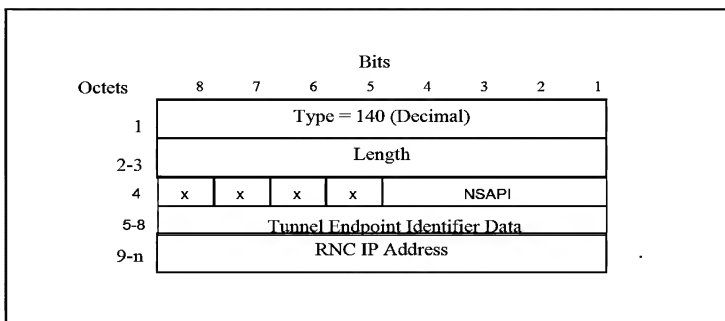 Bits
Octets 8 7 6 5 4 3 2 1
1 Type = 140 (Decimal)
2-3 Length
4 x x x x NSAPI
5-8 Tunnel Endpoint Identifier Data
9-n RNC IP Address